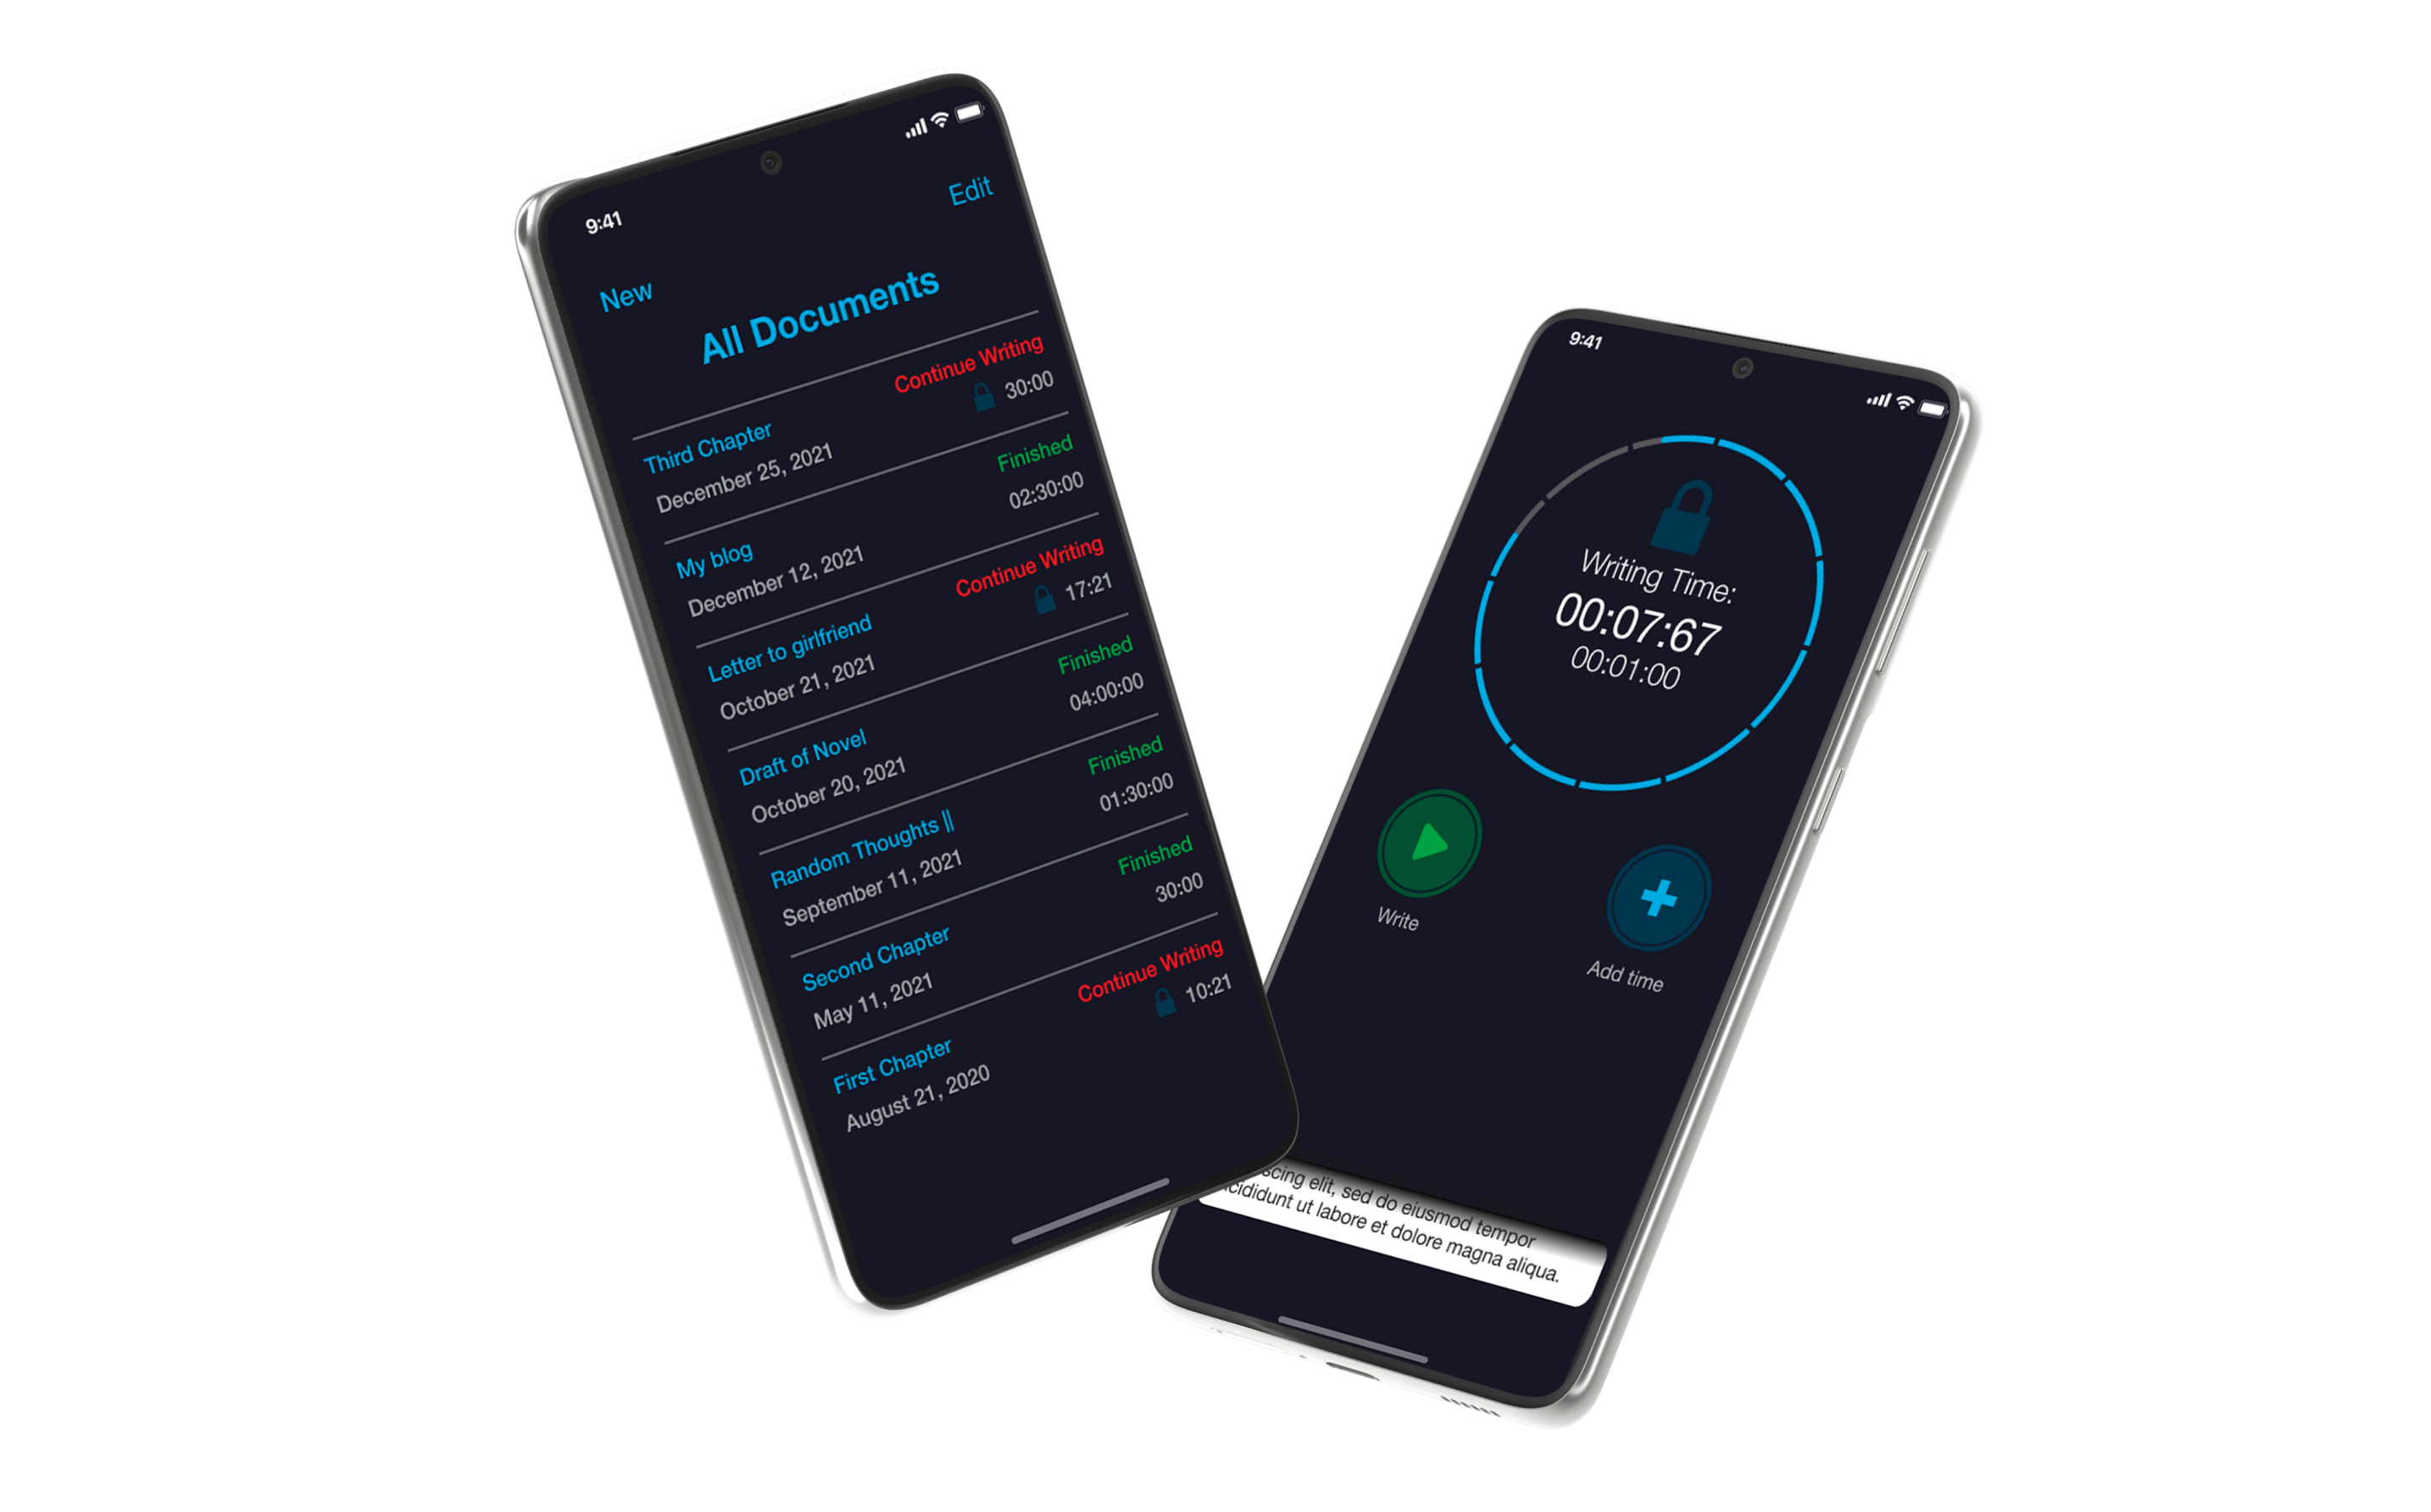 9:41
Edit
New
All Documents
Continue Writing
Third Chapter
30:00
December 25, 2021
Finished
My blog
02:30:00
December 12, 2021
Continue Writing
Letter to girlfriend
17:21
October 21, 2021
Finished
Draft of Novel
04:00:00
October 20, 2021
Finished
Random Thoughts ||
01:30:00
September 11, 2021
Finished
Second Chapter
30:00
May 11, 2021
Continue Writing
First Chapter
10:21
August 21, 2020
9:41
Writing Time:
00:07:67
00:01:00
Write
Add time
scing elit, sed do eiusmod tempor
cididunt ut labore et dolore magna aliqua.